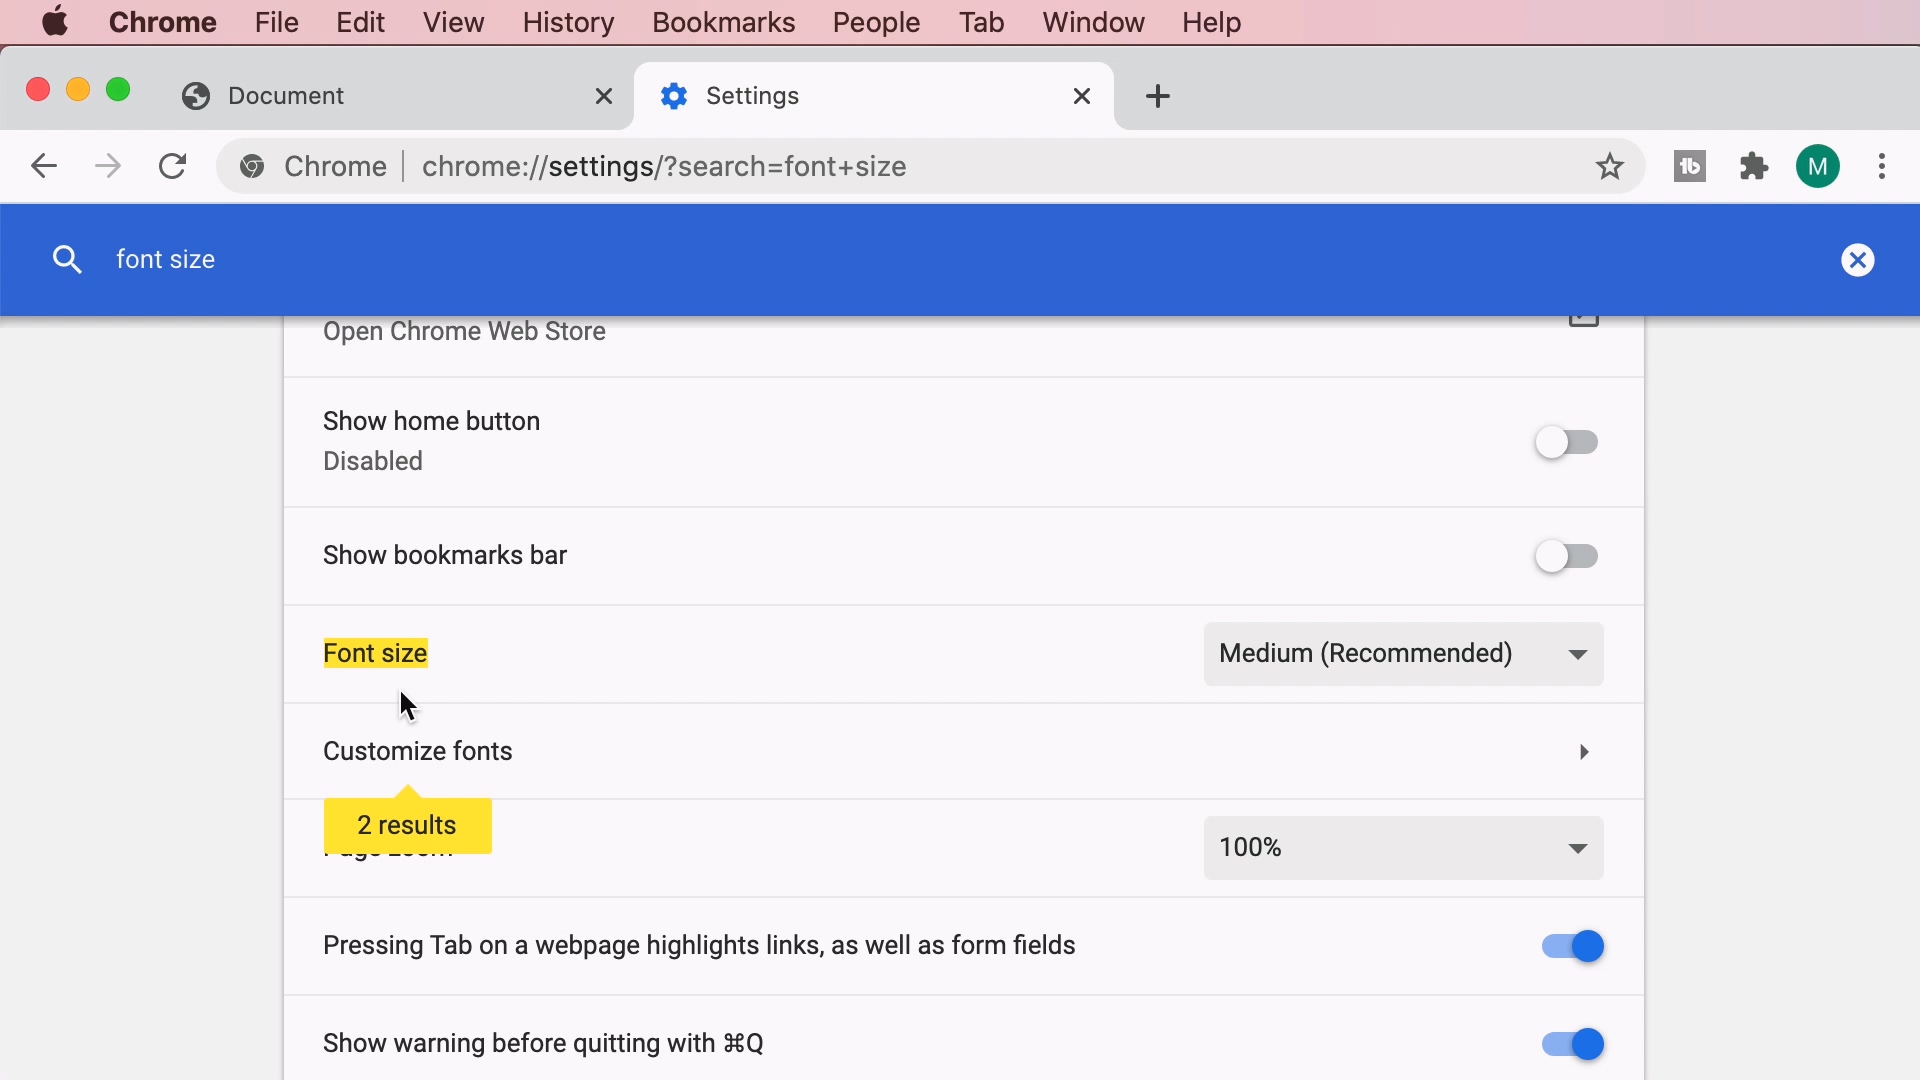 Chrome File Edit View History Bookmarks People Tab Window Help
Document Settings
Chrome chrome://settings/?search=font+size M
font size
Open Chrome Web Store
Show home button
Disabled
Show bookmarks bar
Font size Medium (Recommended)
Customize fonts
2 results
100%
Pressing Tab on a webpage highlights links, as well as form fields
Show warning before quitting with ⌘Q